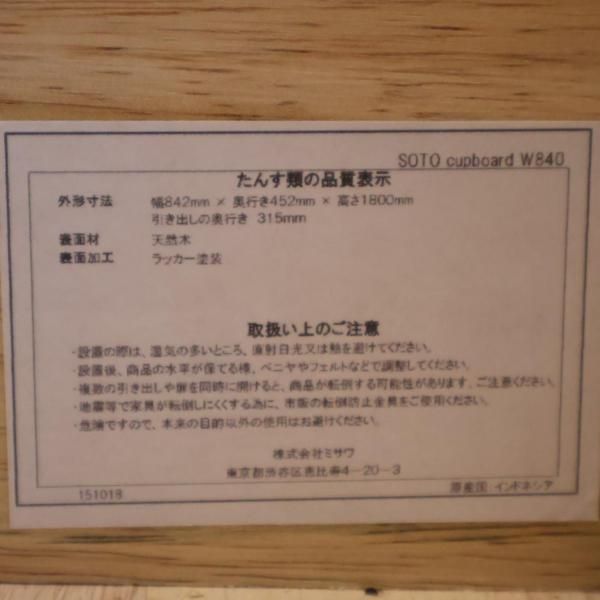 SOTO cupboard W840
たんす類の品質表示
外形寸法 幅842mm × 奥行き452mm × 高さ1800mm
引き出しの奥行き 315mm
表面材 天然木
表面加工 ラッカー塗装
取扱い上のご注意
・設置の際は、湿気の多いところ、直射日光又は熱を避けてください。
・設置後、商品の水平が保てる様、ベニヤやフェルトなどで調整してください。
・複数の引き出しや扉を同時に開けると、商品が転倒する可能性があります、ご注意ください。
・地震等で家具が転倒しにくくする為に、市販の転倒防止金具をご使用ください。
・危険ですので、本来の目的以外の使用はお避けください。
株式会社ミサワ
東京都渋谷区恵比寿4-20-3
151018 原産国:インドネシア